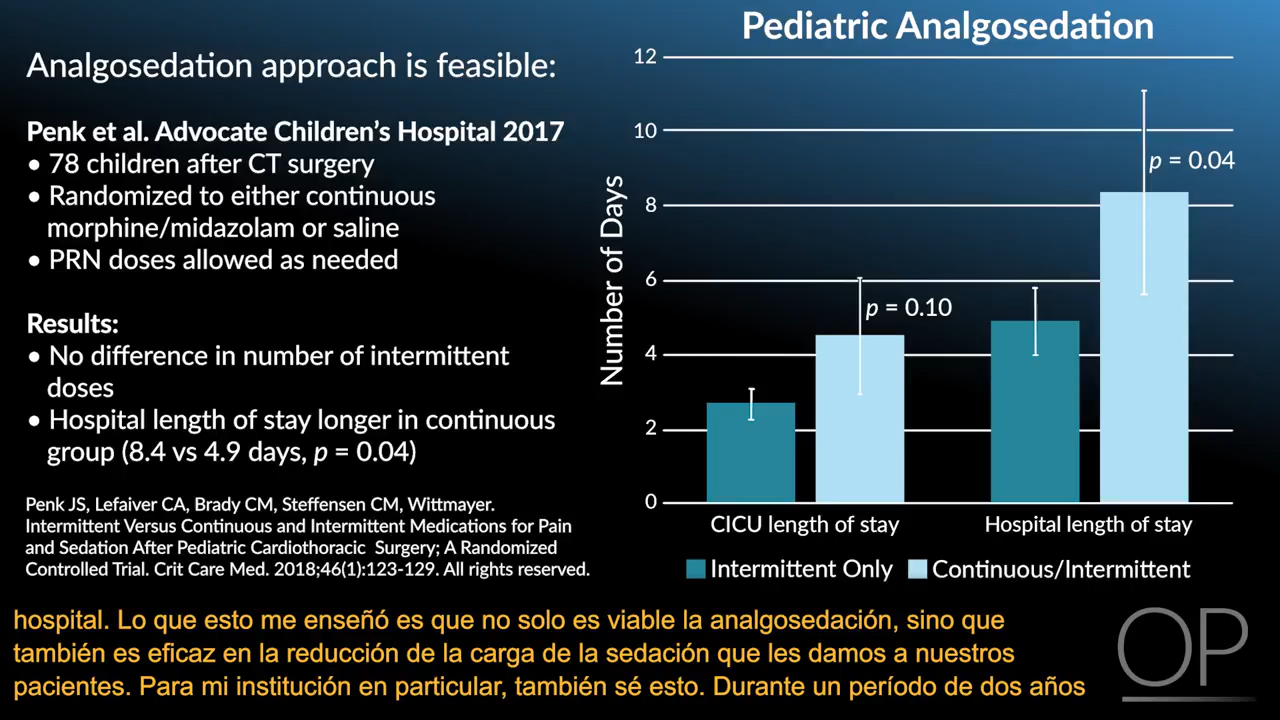 Analgosedation approach is feasible:
Penk et al. Advocate Children's Hospital 2017
• 78 children after CT surgery
• Randomized to either continuous
morphine/midazolam or saline
• PRN doses allowed as needed
Results:
• No difference in number of intermittent
doses
• Hospital length of stay longer in continuous
group (8.4 vs 4.9 days, p = 0.04)
Penk JS, Lefaiver CA, Brady CM, Steffensen CM, Wittmayer.
Intermittent Versus Continuous and Intermittent Medications for Pain
and Sedation After Pediatric Cardiothoracic Surgery; A Randomized
Controlled Trial. Crit Care Med. 2018;46(1):123-129. All rights reserved.
Pediatric Analgosedation
Number of Days
12
10
8
6
4
2
0
p = 0.10
p = 0.04
CICU length of stay
Hospital length of stay
Intermittent Only
Continuous/Intermittent
hospital. Lo que esto me enseñó es que no solo es viable la analgosedación, sino que
también es eficaz en la reducción de la carga de la sedación que les damos a nuestros
pacientes. Para mi institución en particular, también sé esto. Durante un período de dos años
OP